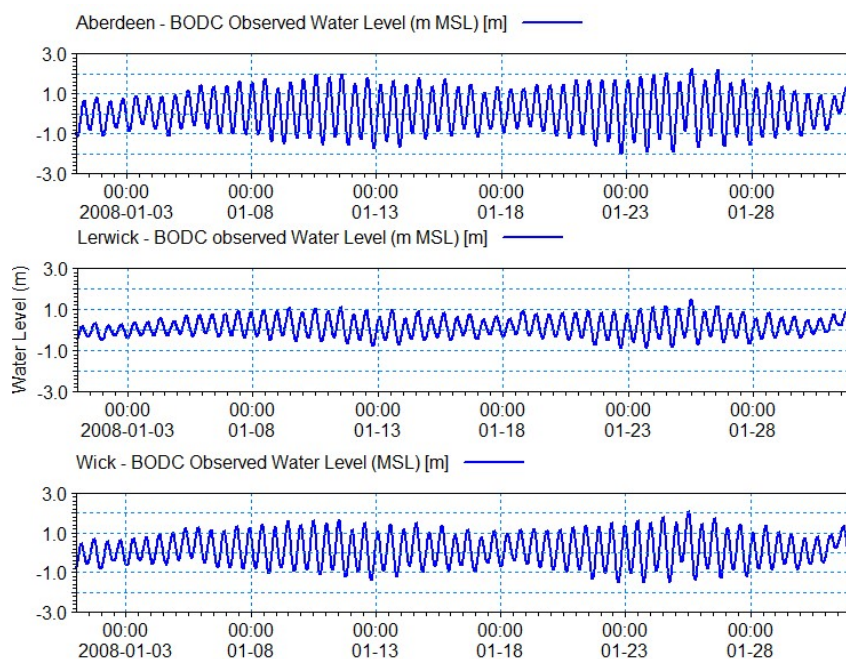 Aberdeen - BODC Observed Water Level (m MSL) [m]
3.0
1.0
-1.0
-3.0
00:00 00:00 00:00 00:00 00:00 00:00
2008-01-03 01-08 01-13 01-18 01-23 01-28
Lerwick - BODC observed Water Level (m MSL) [m]
Water Level (m)
3.0
1.0
-1.0
-3.0
00:00 00:00 00:00 00:00 00:00 00:00
2008-01-03 01-08 01-13 01-18 01-23 01-28
Wick - BODC Observed Water Level (MSL) [m]
3.0
1.0
-1.0
-3.0
00:00 00:00 00:00 00:00 00:00 00:00
2008-01-03 01-08 01-13 01-18 01-23 01-28